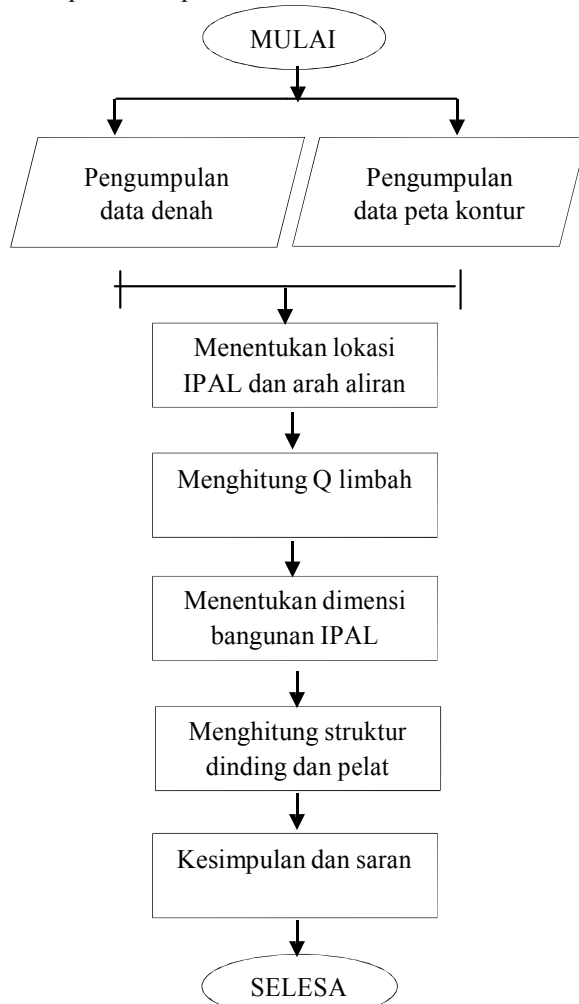 MULAI
Pengumpulan
data denah
Pengumpulan
data peta kontur
Menentukan lokasi
IPAL dan arah aliran
Menghitung Q limbah
Menentukan dimensi
bangunan IPAL
Menghitung struktur
dinding dan pelat
Kesimpulan dan saran
SELESA